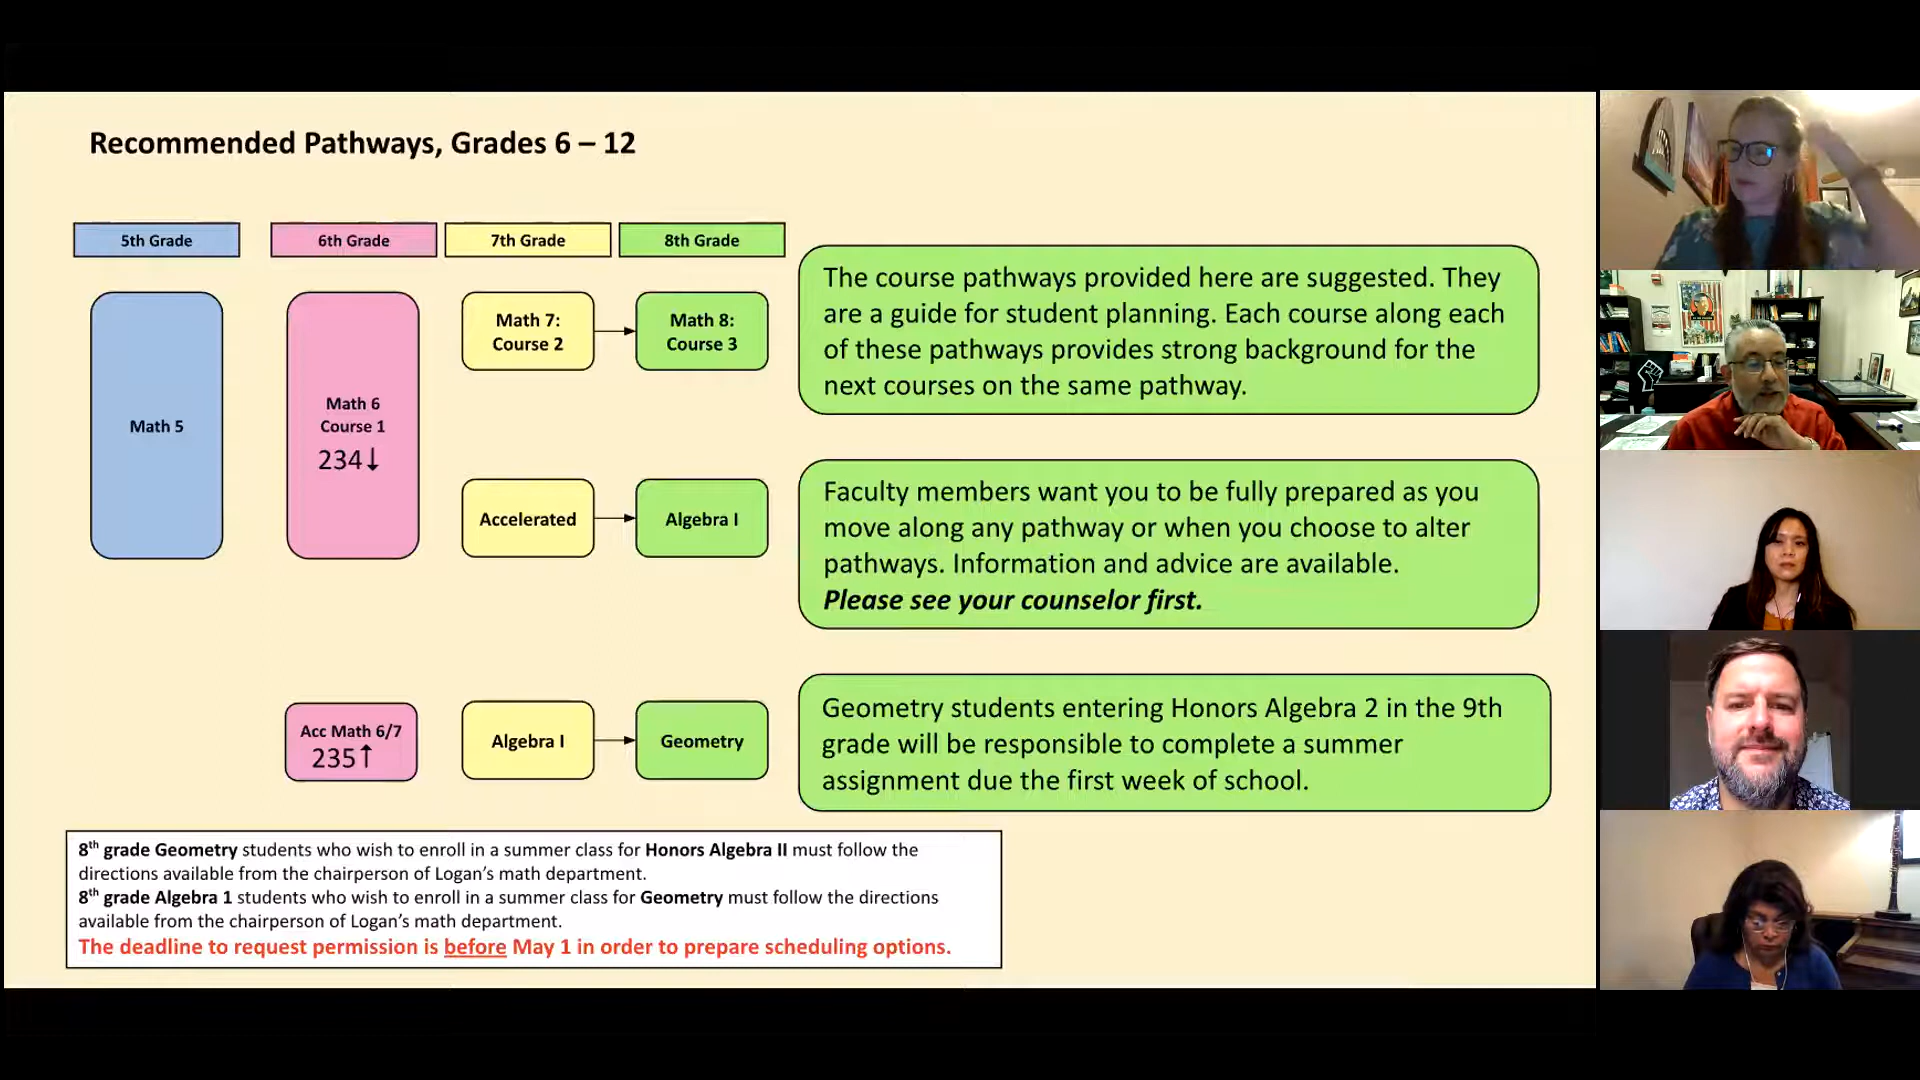 Recommended Pathways, Grades 6 – 12
5th Grade
6th Grade
7th Grade
8th Grade
Math 5
Math 6
Course 1
234↓
Math 7:
Course 2
Math 8:
Course 3
Accelerated
Algebra I
Acc Math 6/7
235↑
Algebra I
Geometry
The course pathways provided here are suggested. They
are a guide for student planning. Each course along each
of these pathways provides strong background for the
next courses on the same pathway.
Faculty members want you to be fully prepared as you
move along any pathway or when you choose to alter
pathways. Information and advice are available.
Please see your counselor first.
Geometry students entering Honors Algebra 2 in the 9th
grade will be responsible to complete a summer
assignment due the first week of school.
8th grade Geometry students who wish to enroll in a summer class for Honors Algebra II must follow the
directions available from the chairperson of Logan's math department.
8th grade Algebra 1 students who wish to enroll in a summer class for Geometry must follow the directions
available from the chairperson of Logan's math department.
The deadline to request permission is before May 1 in order to prepare scheduling options.